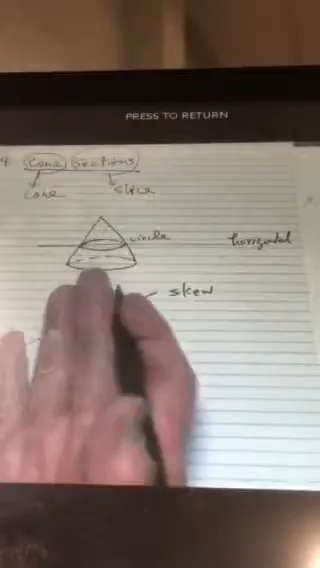 PRESS TO RETURN
Conic Sections
Cone slice
circle horizontal
skew